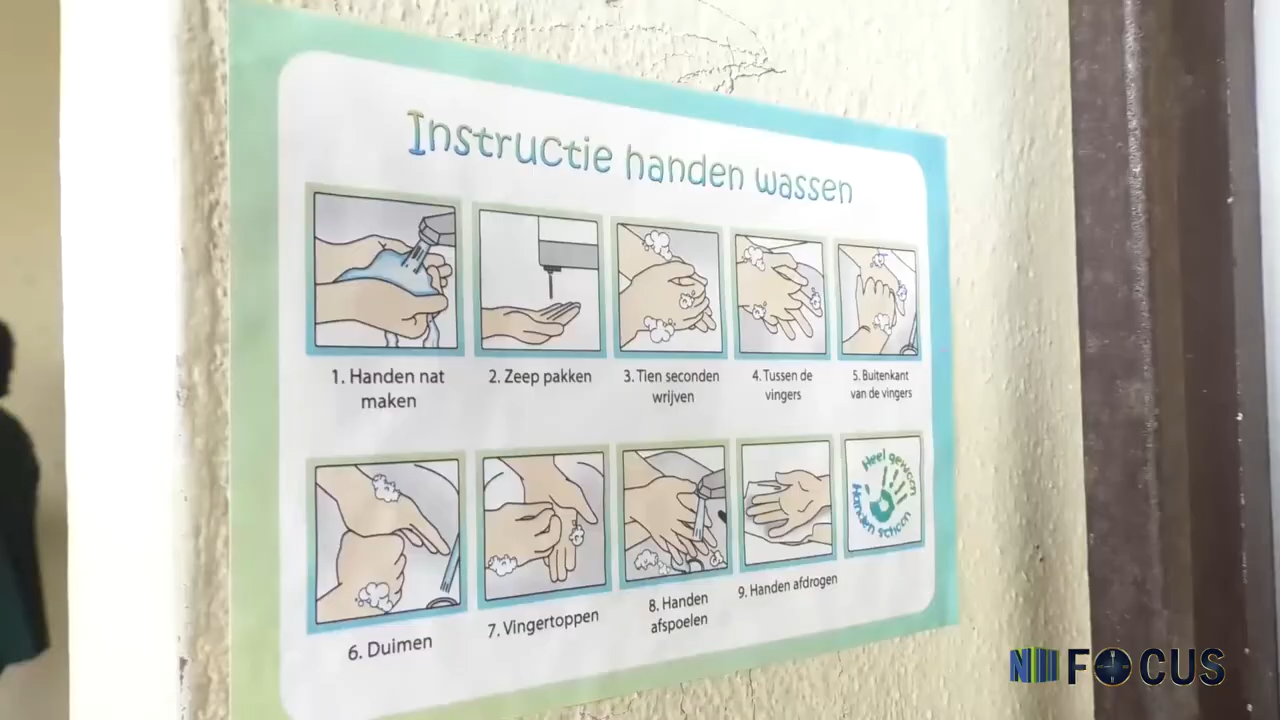 Instructie handen wassen
1. Handen nat
maken
2. Zeep pakken
3. Tien seconden
wrijven
4. Tussen de
vingers
5. Buitenkant
van de vingers
6. Duimen
7. Vingertoppen
8. Handen
afspoelen
9. Handen afdrogen
Heel gewoon
Handen schoon
FOCUS